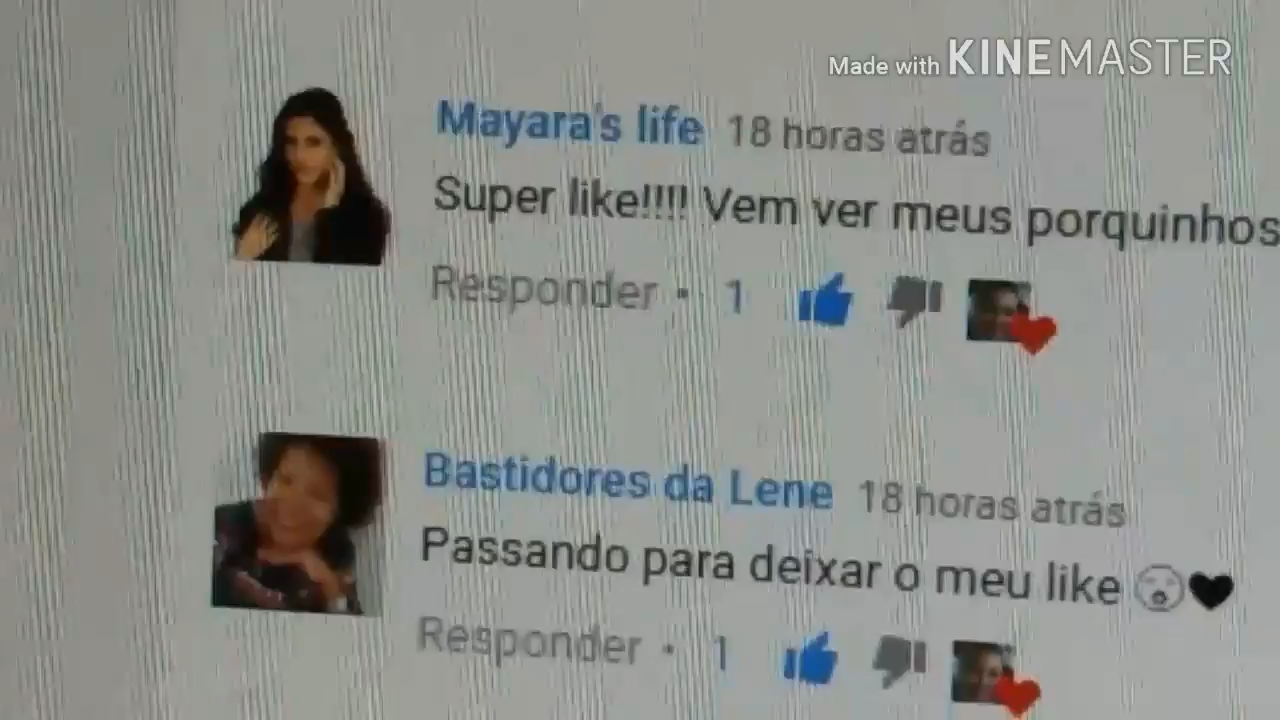 Made with KINEMASTER
Mayara's life 18 horas atrás
Super like!!!! Vem ver meus porquinhos
Responder • 1
Bastidores da Lene 18 horas atrás
Passando para deixar o meu like 😮🖤
Responder • 1